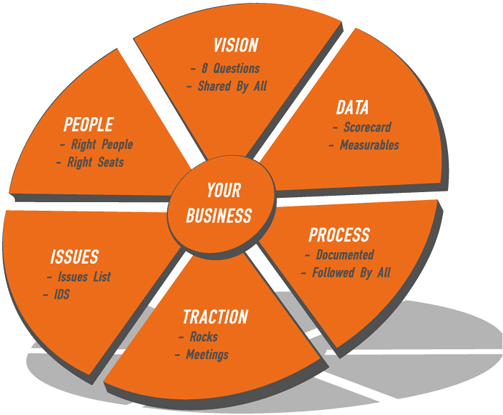 VISION
- 8 Questions
- Shared By All
DATA
- Scorecard
- Measurables
PEOPLE
- Right People
- Right Seats
YOUR
BUSINESS
PROCESS
- Documented
- Followed By All
ISSUES
- Issues List
- IDS
TRACTION
- Rocks
- Meetings